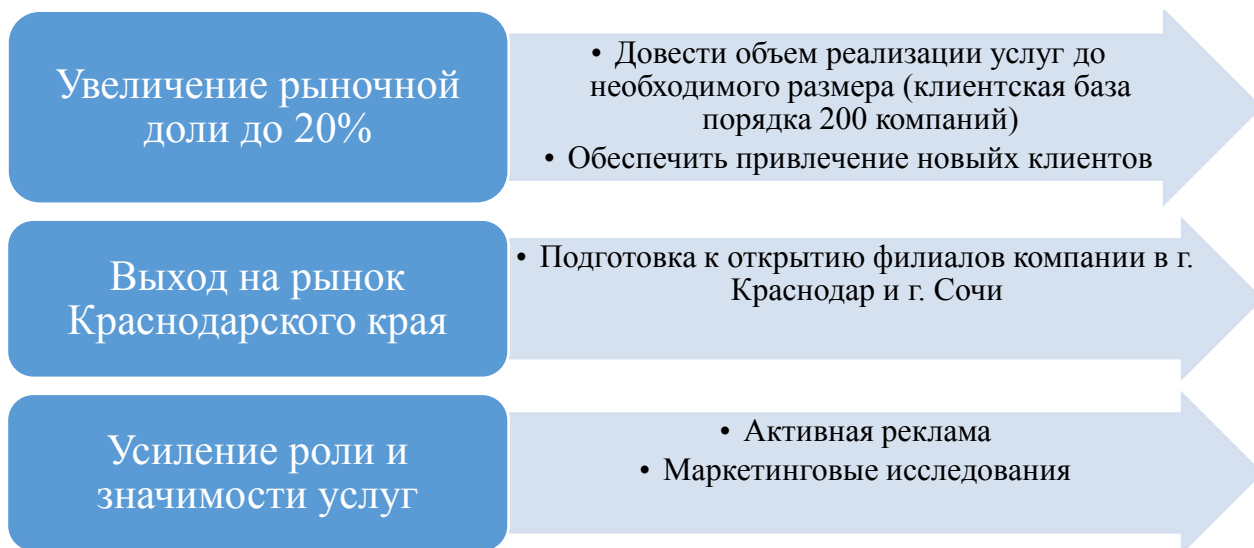 Увеличение рыночной
доли до 20%
• Довести объем реализации услуг до
необходимого размера (клиентская база
порядка 200 компаний)
• Обеспечить привлечение новыйх клиентов
Выход на рынок
Краснодарского края
• Подготовка к открытию филиалов компании в г.
Краснодар и г. Сочи
Усиление роли и
значимости услуг
• Активная реклама
• Маркетинговые исследования